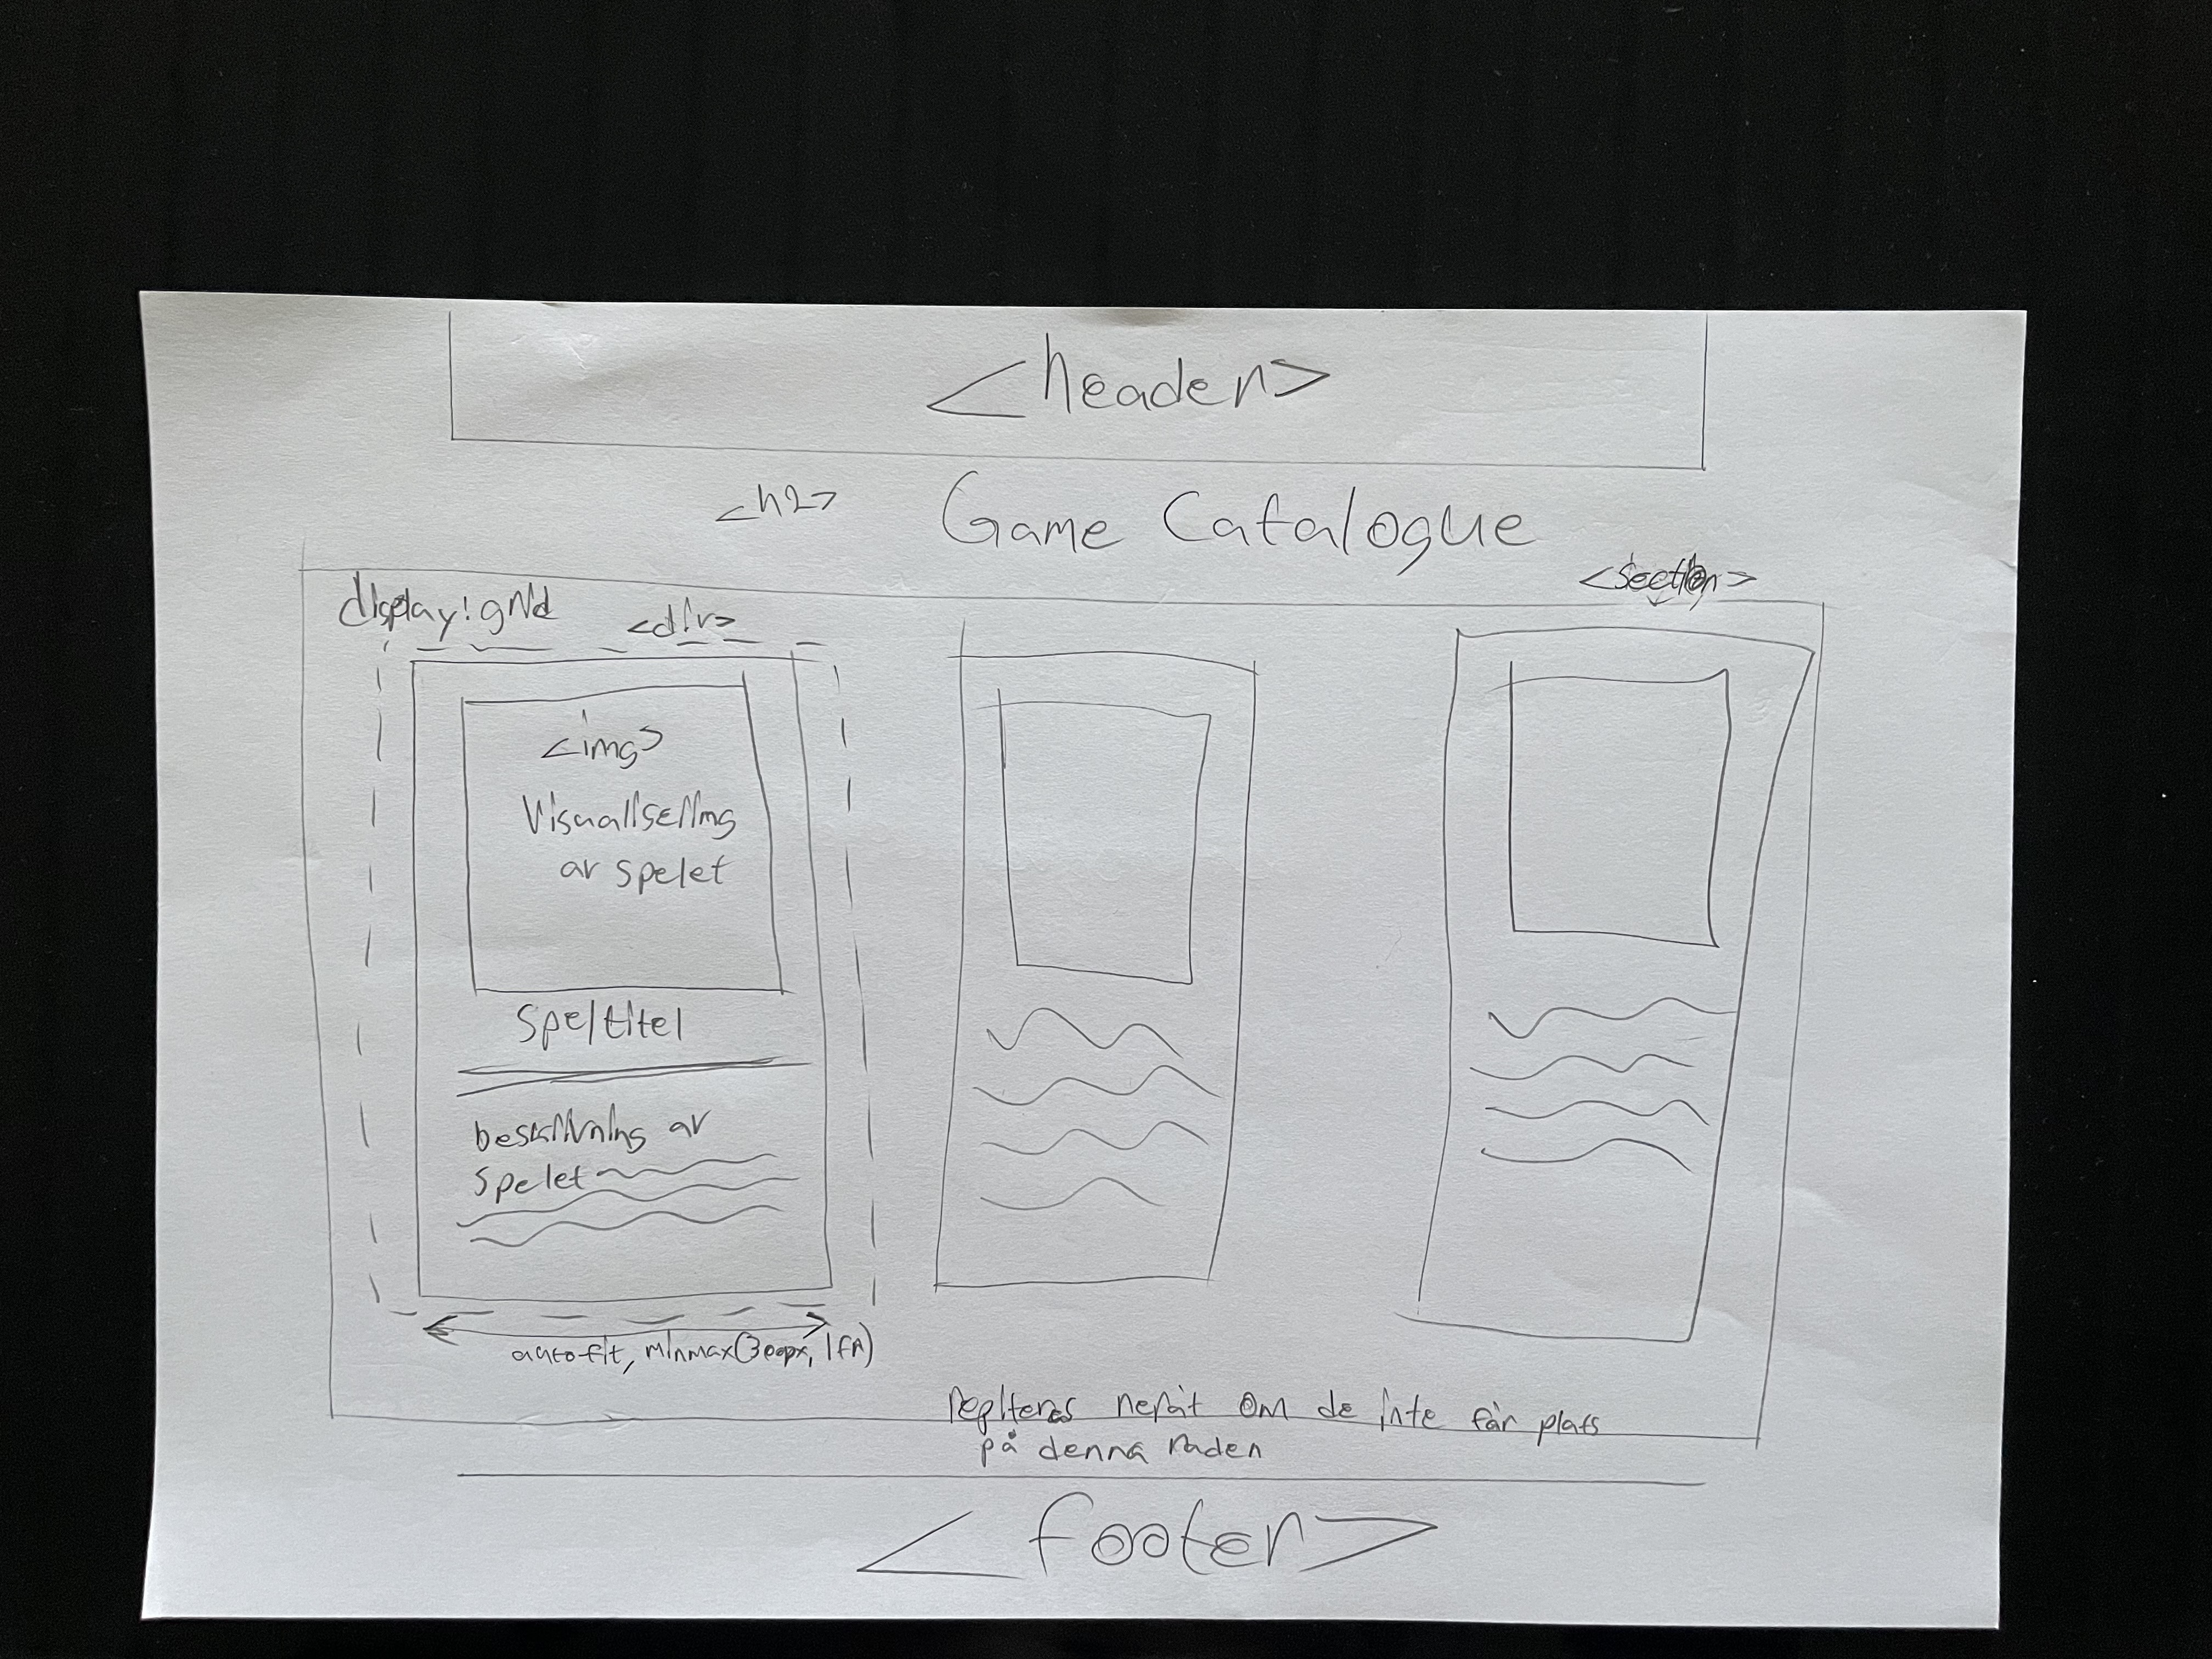 <header>
<h2> Game Catalogue
<section>
display: grid <div>
<img>
Visualisering
av spelet
Speltitel
beskrivning av
spelet
auto-fit, minmax(300px, 1fr)
repiteras neråt om de inte får plats
på denna raden
<footer>